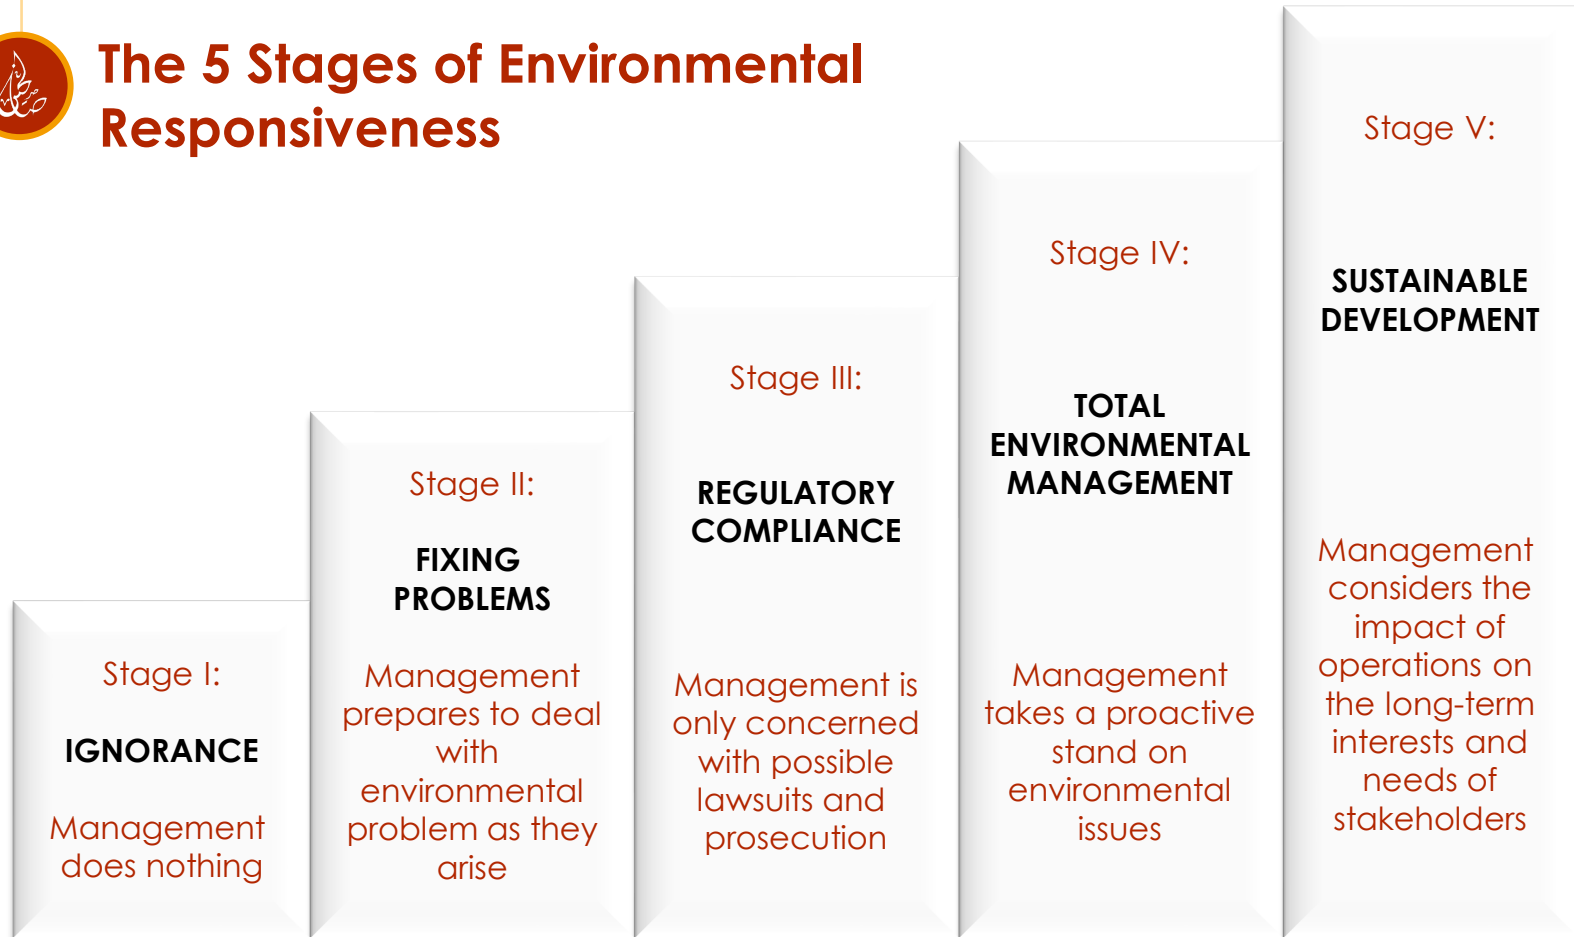 The 5 Stages of Environmental
Responsiveness
Stage I:
IGNORANCE
Management
does nothing
Stage II:
FIXING
PROBLEMS
Management
prepares to deal
with
environmental
problem as they
arise
Stage III:
REGULATORY
COMPLIANCE
Management is
only concerned
with possible
lawsuits and
prosecution
Stage IV:
TOTAL
ENVIRONMENTAL
MANAGEMENT
Management
takes a proactive
stand on
environmental
issues
Stage V:
SUSTAINABLE
DEVELOPMENT
Management
considers the
impact of
operations on
the long-term
interests and
needs of
stakeholders